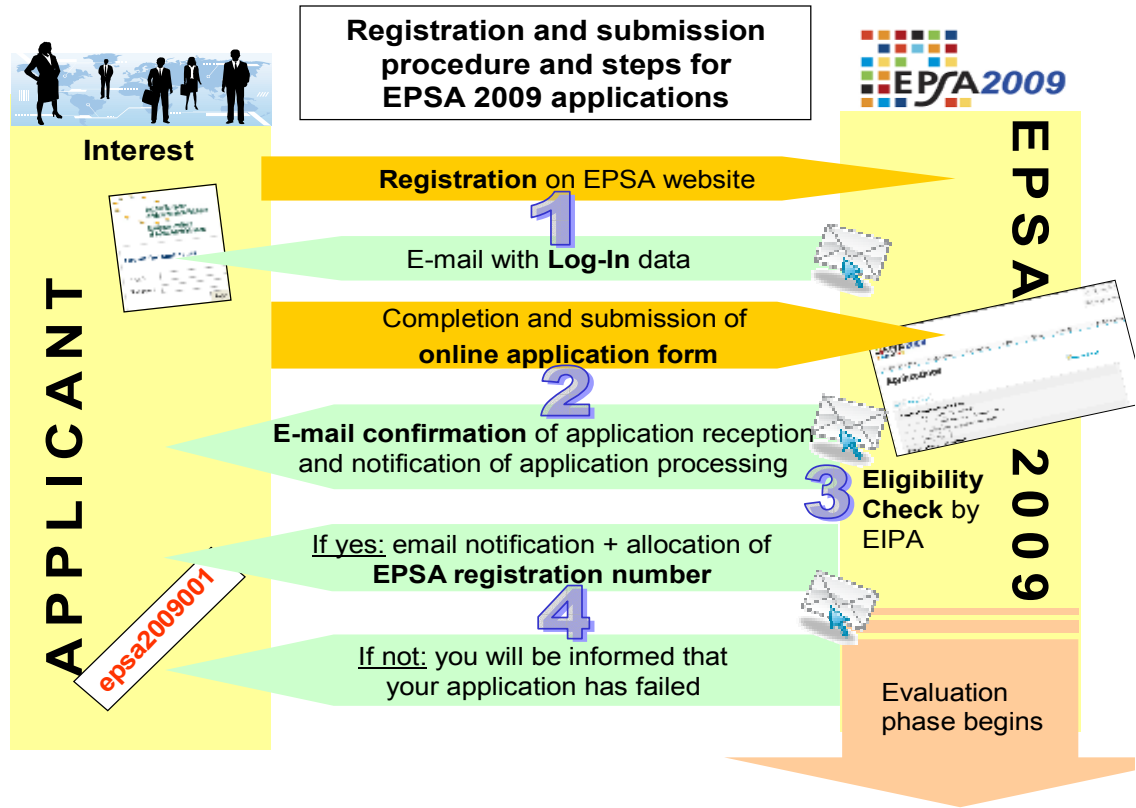 Registration and submission
procedure and steps for
EPSA 2009 applications
EPSA2009
Interest
APPLICANT
EPSA 2009
Registration on EPSA website
1
E-mail with Log-In data
Completion and submission of
online application form
2
E-mail confirmation of application reception
and notification of application processing
3
Eligibility
Check by
EIPA
If yes: email notification + allocation of
EPSA registration number
epsa2009001
4
If not: you will be informed that
your application has failed
Evaluation
phase begins